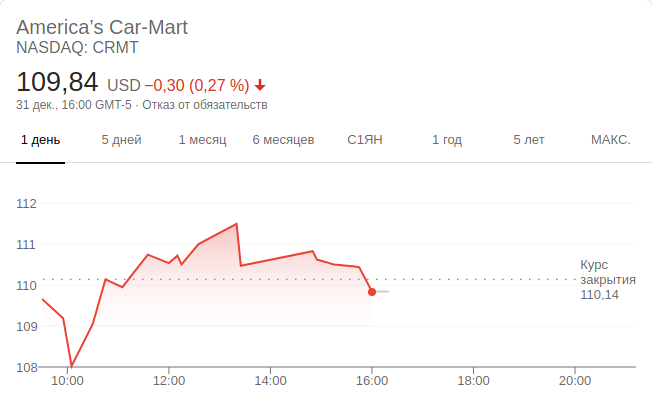 America’s Car-Mart
NASDAQ: CRMT
109,84 USD −0,30 (0,27 %)
31 дек., 16:00 GMT-5 · Отказ от обязательств
1 день 5 дней 1 месяц 6 месяцев С1ЯН 1 год 5 лет МАКС.
112
111
110
109
108
Курс
закрытия
110,14
10:00 12:00 14:00 16:00 18:00 20:00